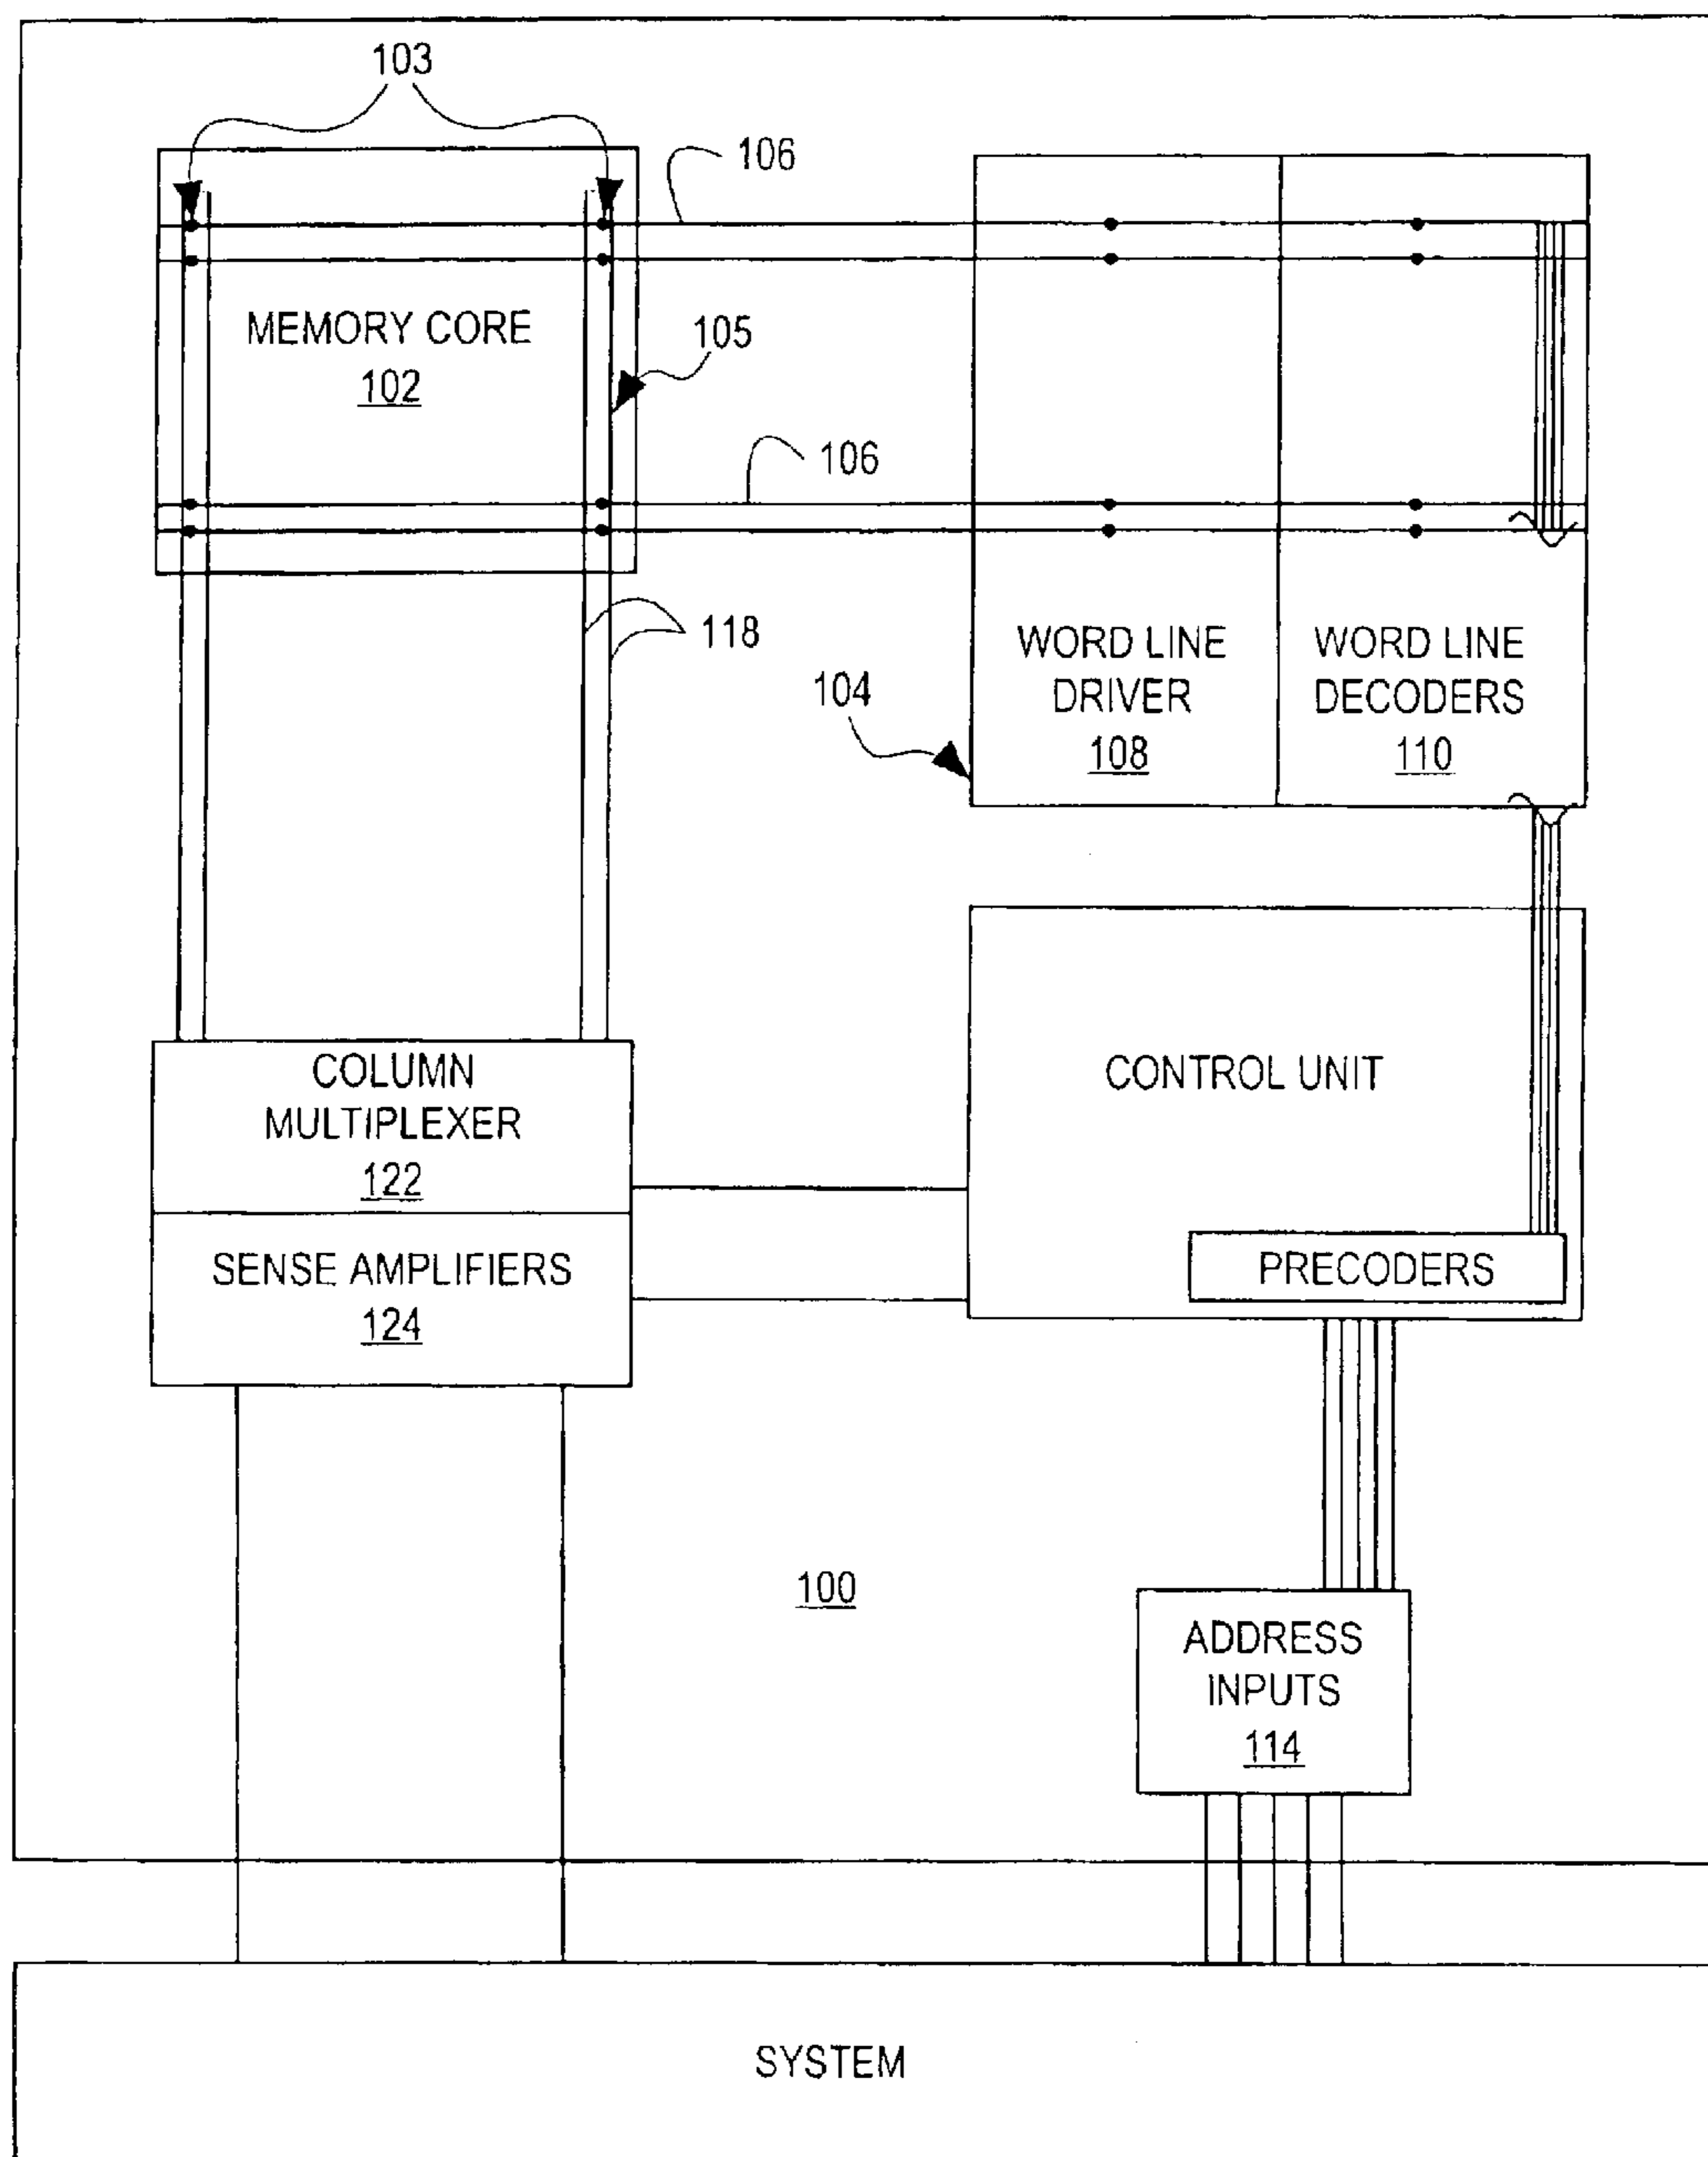 103
106
MEMORY CORE
102
105
106
118
WORD LINE
DRIVER
108
WORD LINE
DECODERS
110
104
COLUMN
MULTIPLEXER
122
CONTROL UNIT
SENSE AMPLIFIERS
124
PRECODERS
100
ADDRESS
INPUTS
114
SYSTEM